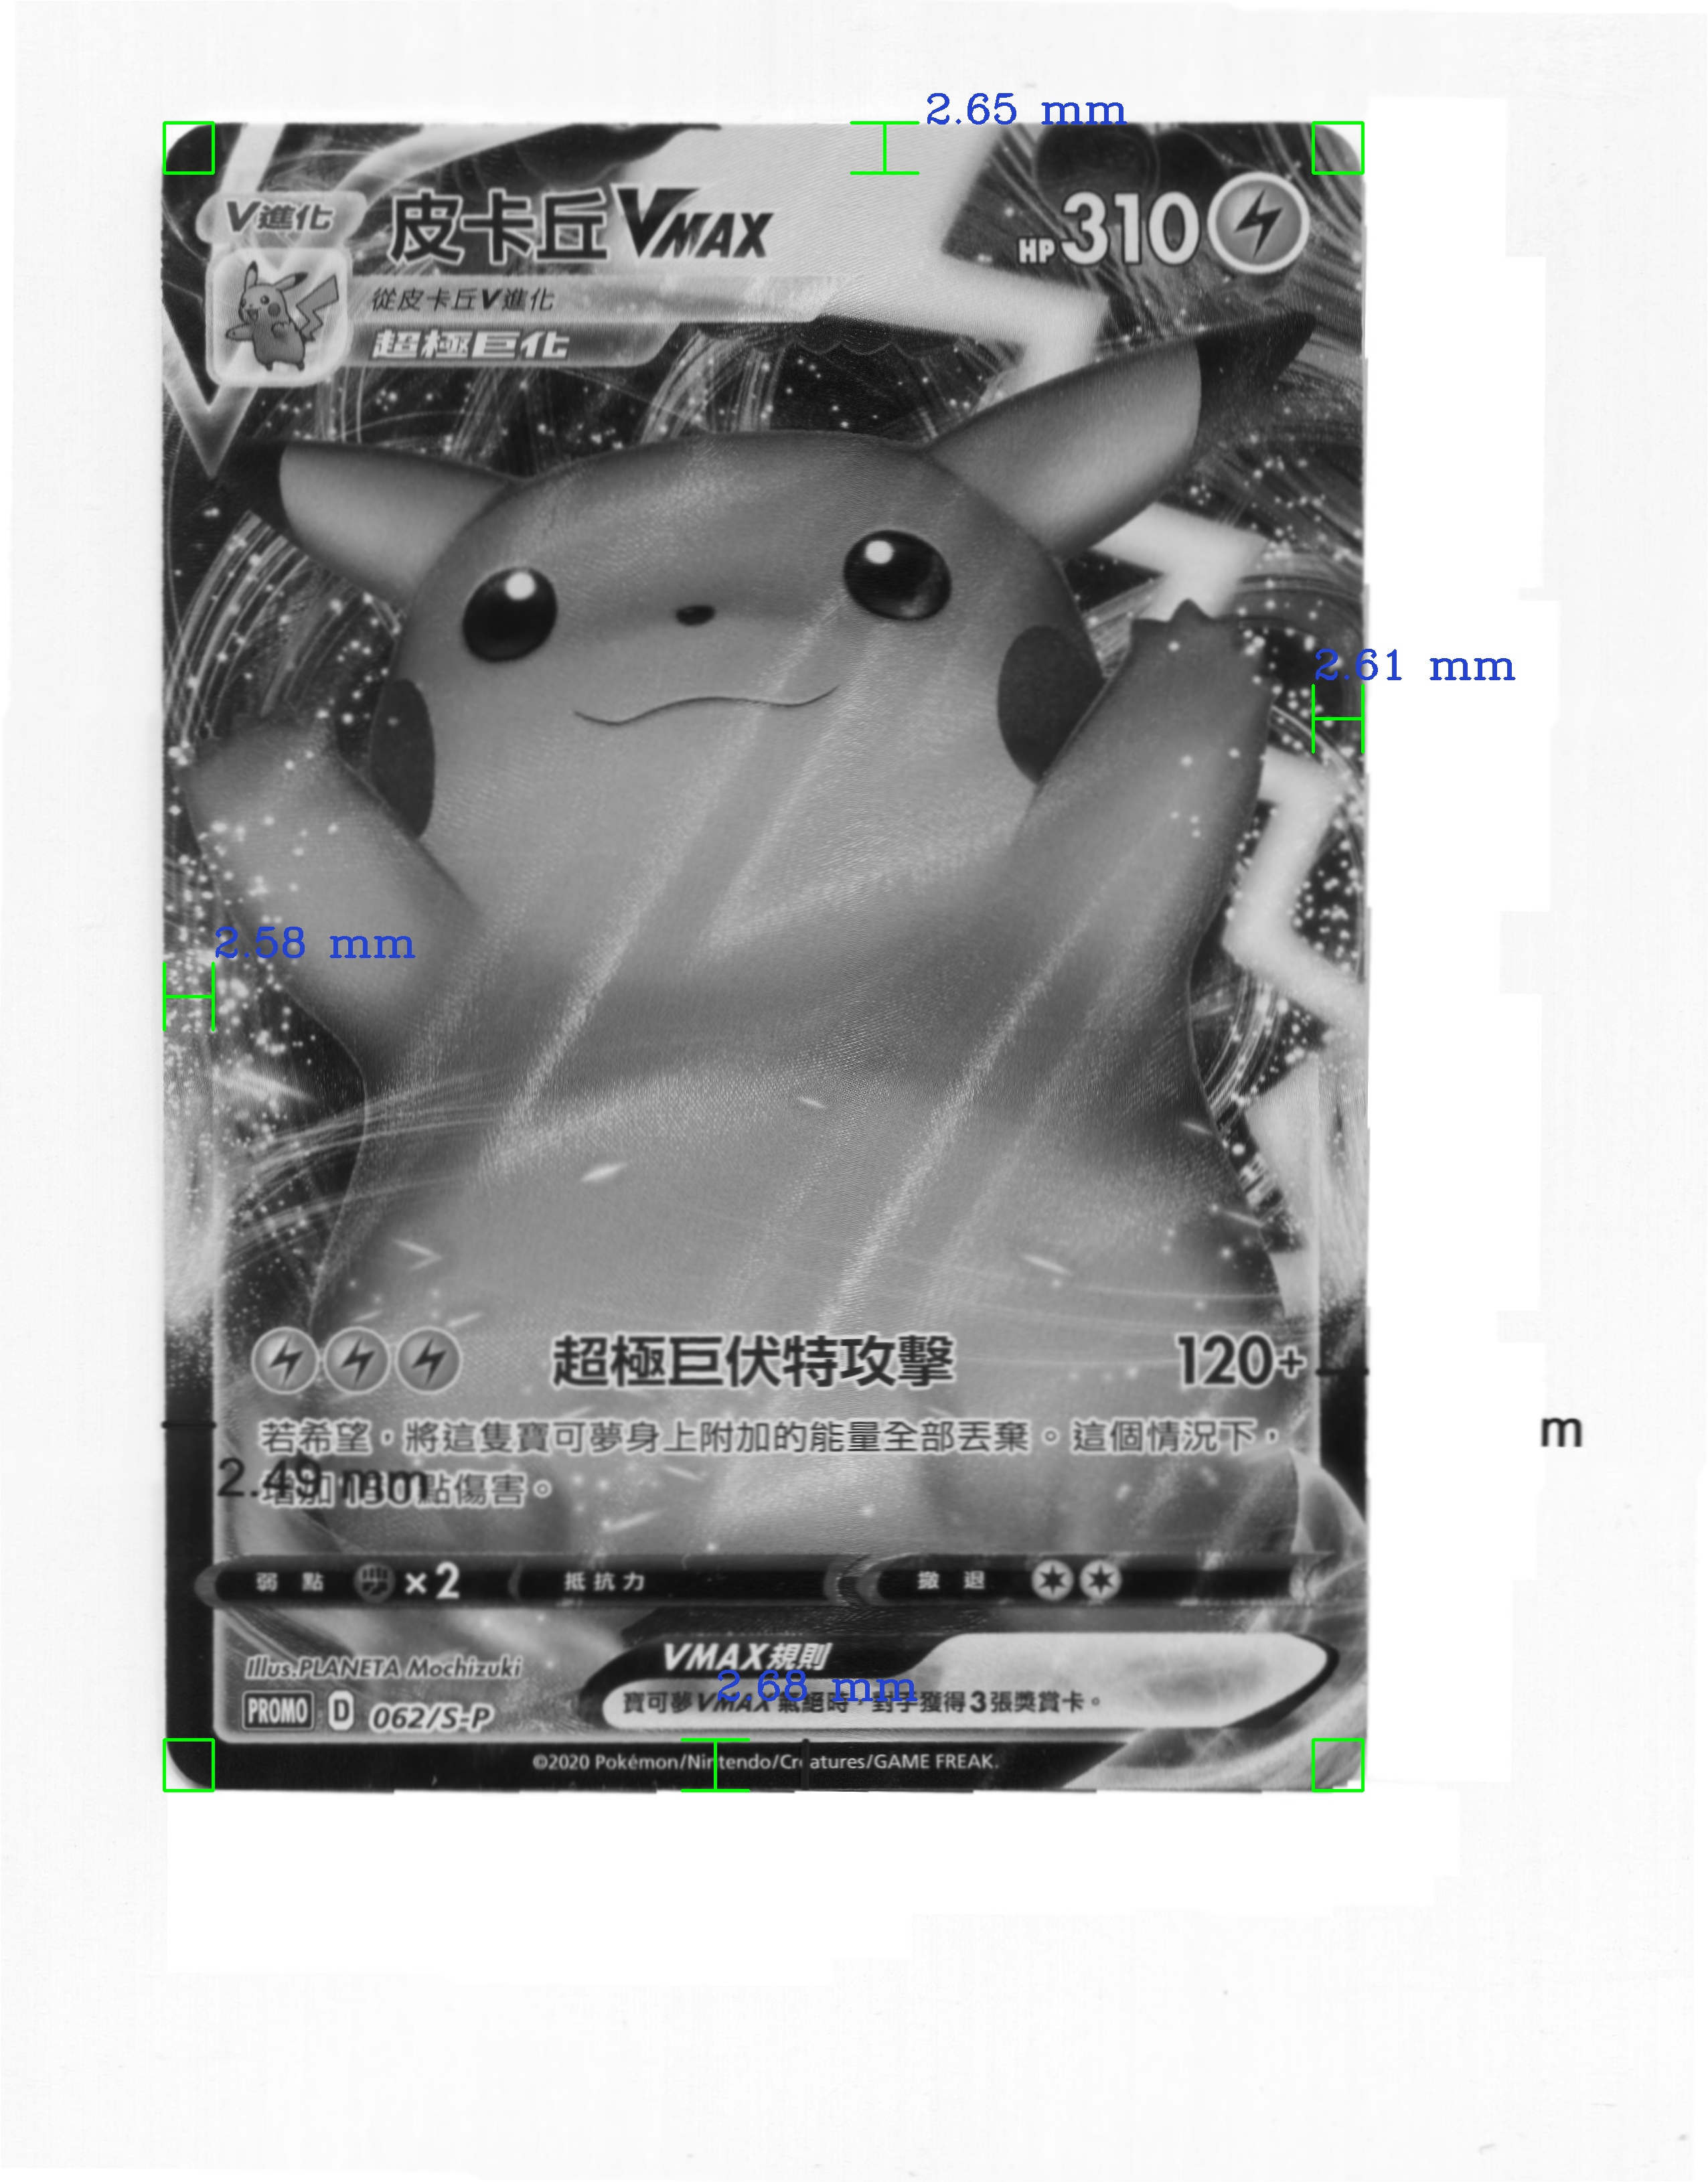 2.65 mm
V進化
皮卡丘VMAX
HP310
從皮卡丘V進化
超極巨化
2.61 mm
2.58 mm
超極巨伏特攻擊 120+
若希望，將這隻寶可夢身上附加的能量全部丟棄。這個情況下，
增加150點傷害。
m
2.49 mm
弱點 ×2 抵抗力 撤退
Illus.PLANETA Mochizuki
VMAX規則
2.68 mm
寶可夢VMAX氣絕時，對手獲得3張獎賞卡。
PROMO D 062/S-P
©2020 Pokémon/Nintendo/Creatures/GAME FREAK.